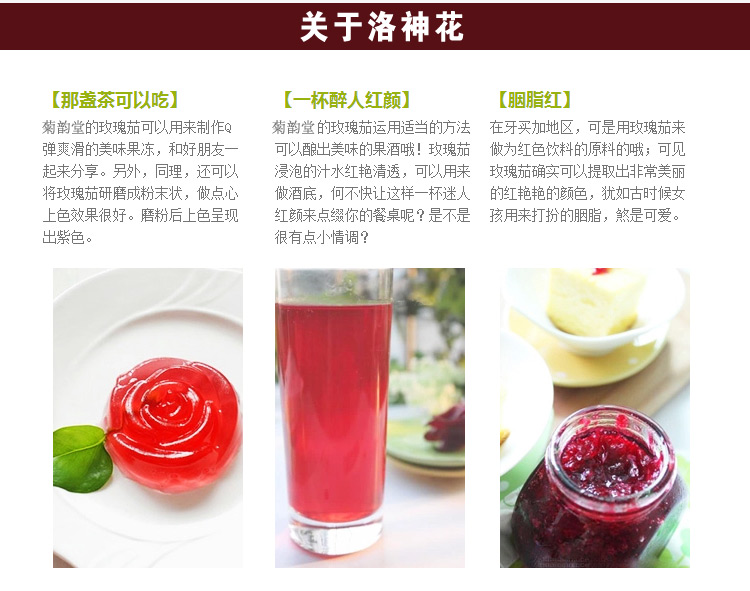 关于洛神花
【那盏茶可以吃】
菊韵堂的玫瑰茄可以用来制作Q
弹爽滑的美味果冻，和好朋友一
起来分享。另外，同理，还可以
将玫瑰茄研磨成粉末状，做点心
上色效果很好。磨粉后上色呈现
出紫色。
【一杯醉人红颜】
菊韵堂的玫瑰茄运用适当的方法
可以酿出美味的果酒哦！玫瑰茄
浸泡的汁水红艳清透，可以用来
做酒底，何不快让这样一杯迷人
红颜来点缀你的餐桌呢？是不是
很有点小情调？
【胭脂红】
在牙买加地区，可是用玫瑰茄来
做为红色饮料的原料的哦；可见
玫瑰茄确实可以提取出非常美丽
的红艳艳的颜色，犹如古时候女
孩用来打扮的胭脂，煞是可爱。